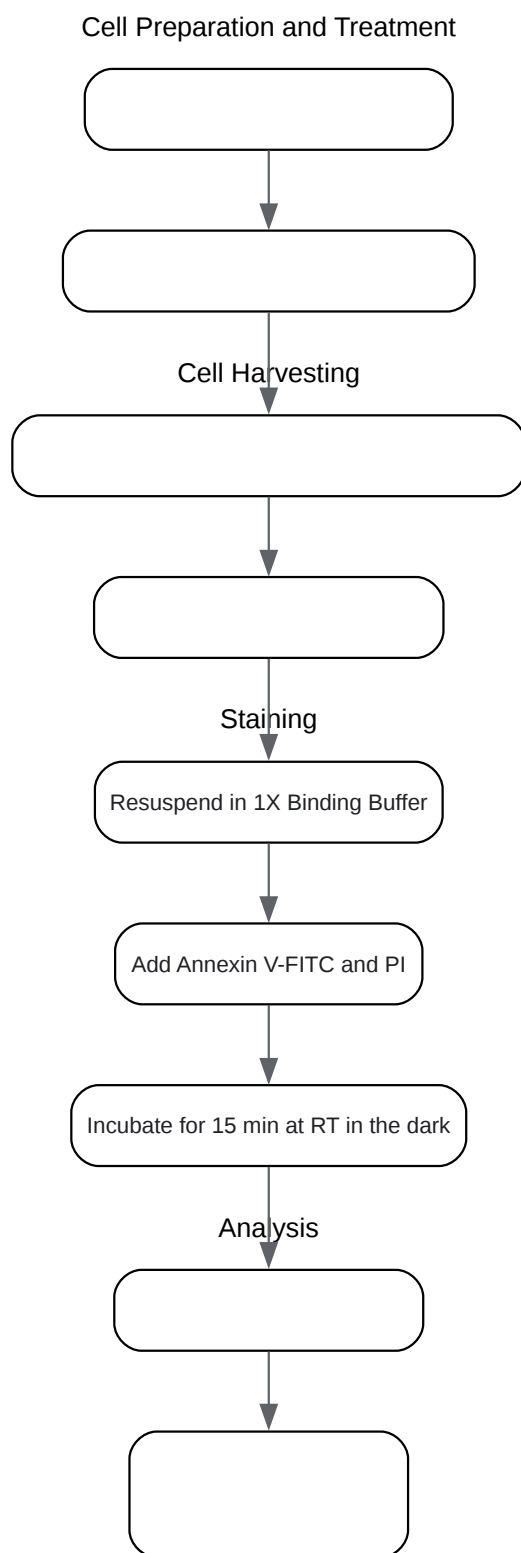 Cell Preparation and Treatment
Cell Harvesting
Staining
Resuspend in 1X Binding Buffer
Add Annexin V-FITC and PI
Incubate for 15 min at RT in the dark
Analysis